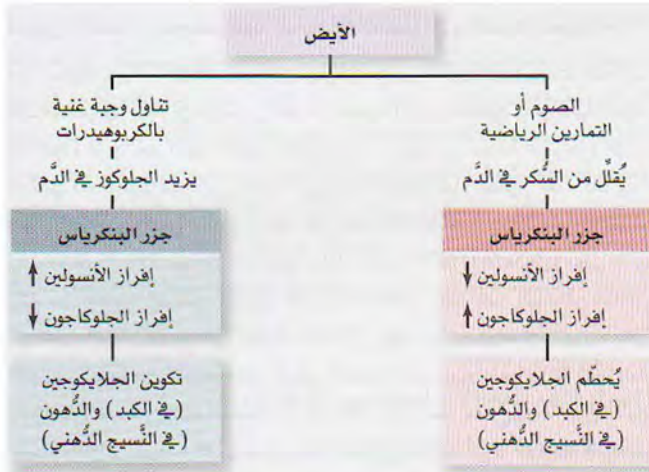 الأيض
الصوم أو
التمارين الرياضية
يُقلِّل من السُّكر في الدَّم
جزر البنكرياس
إفراز الأنسولين ↓
إفراز الجلوكاجون ↑
يُحطّم الجلايكوجين
(في الكبد) والدُّهون
(في النَّسيج الدُّهني)
تناول وجبة غنية
بالكربوهيدرات
يزيد الجلوكوز في الدَّم
جزر البنكرياس
إفراز الأنسولين ↑
إفراز الجلوكاجون ↓
تكوين الجلايكوجين
(في الكبد) والدُّهون
(في النَّسيج الدُّهني)